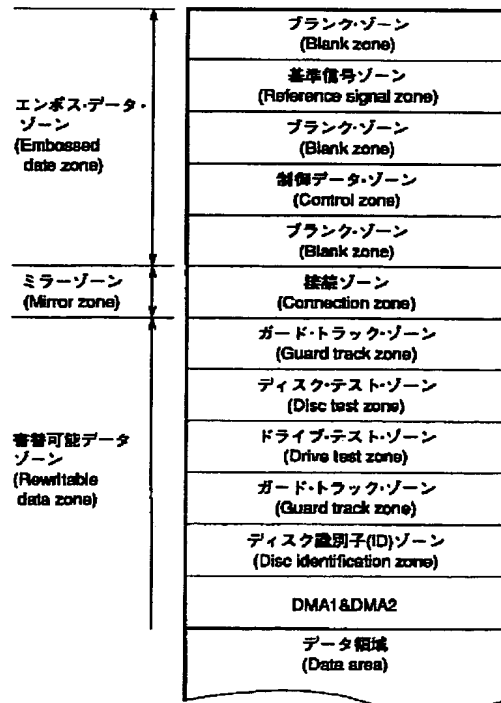 ブランク・ゾーン
(Blank zone)
基準信号ゾーン
(Reference signal zone)
ブランク・ゾーン
(Blank zone)
制御データ・ゾーン
(Control zone)
ブランク・ゾーン
(Blank zone)
エンボス・データ・
ゾーン
(Embossed
date zone)
ミラーゾーン
(Mirror zone)
接続ゾーン
(Connection zone)
ガード・トラック・ゾーン
(Guard track zone)
ディスク・テスト・ゾーン
(Disc test zone)
ドライブ・テスト・ゾーン
(Drive test zone)
ガード・トラック・ゾーン
(Guard track zone)
ディスク識別子(ID)ゾーン
(Disc identification zone)
DMA1&DMA2
データ領域
(Data area)
書替可能データ
ゾーン
(Rewritable
data zone)